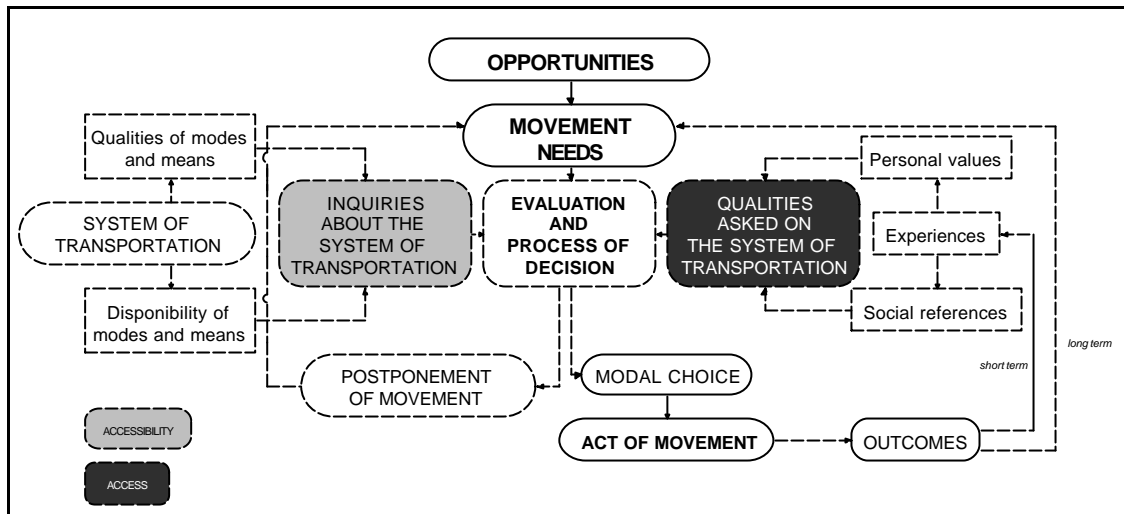 OPPORTUNITIES
MOVEMENT
NEEDS
Qualities of modes
and means
Personal values
INQUIRIES
ABOUT THE
SYSTEM OF
TRANSPORTATION
EVALUATION
AND
PROCESS OF
DECISION
QUALITIES
ASKED ON
THE SYSTEM OF
TRANSPORTATION
SYSTEM OF
TRANSPORTATION
Experiences
Disponibility of
modes and means
Social references
long term
short term
POSTPONEMENT
OF MOVEMENT
MODAL CHOICE
ACCESSIBILITY
ACT OF MOVEMENT
OUTCOMES
ACCESS